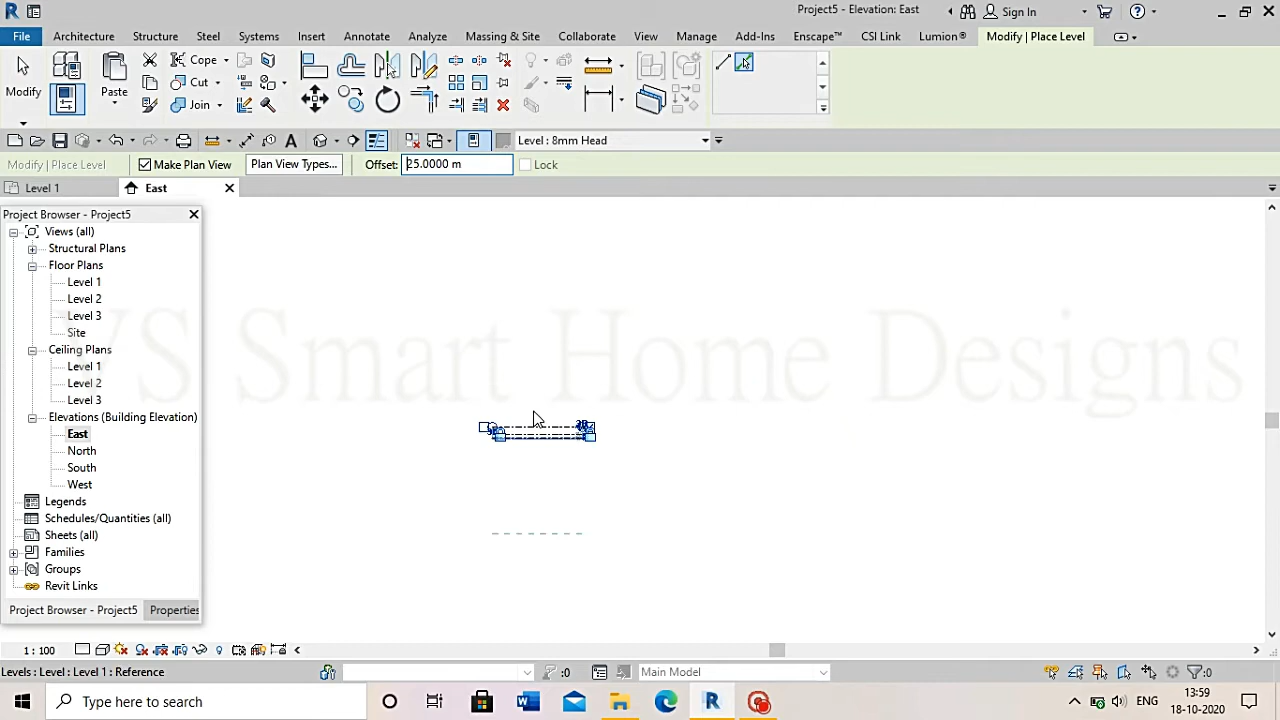 Project5 - Elevation: East
Sign In
File
Architecture
Structure
Steel
Systems
Insert
Annotate
Analyze
Massing & Site
Collaborate
View
Manage
Add-Ins
Enscape™
CSI Link
Lumion®
Modify | Place Level
Modify
Paste
Cope
Cut
Join
Level : 8mm Head
Modify | Place Level
Make Plan View
Plan View Types...
Offset:
25.0000 m
Lock
Level 1
East
Project Browser - Project5
Views (all)
Structural Plans
Floor Plans
Level 1
Level 2
Level 3
Site
Ceiling Plans
Level 1
Level 2
Level 3
Elevations (Building Elevation)
East
North
South
West
Legends
Schedules/Quantities (all)
Sheets (all)
Families
Groups
Revit Links
Project Browser - Project5
Properties
VS Smart Home Designs
1 : 100
Levels : Level : Level 1 : Reference
:0
Main Model
:0
Type here to search
ENG
13:59
18-10-2020